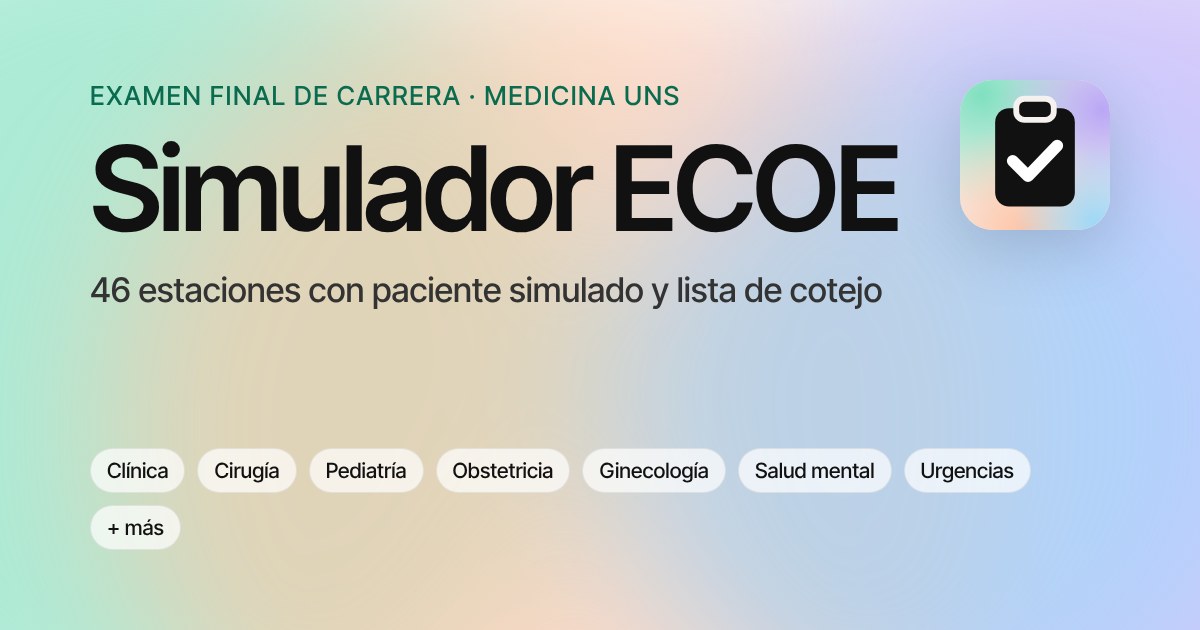 EXAMEN FINAL DE CARRERA · MEDICINA UNS
Simulador ECOE
46 estaciones con paciente simulado y lista de cotejo
Clínica Cirugía Pediatría Obstetricia Ginecología Salud mental Urgencias
+ más